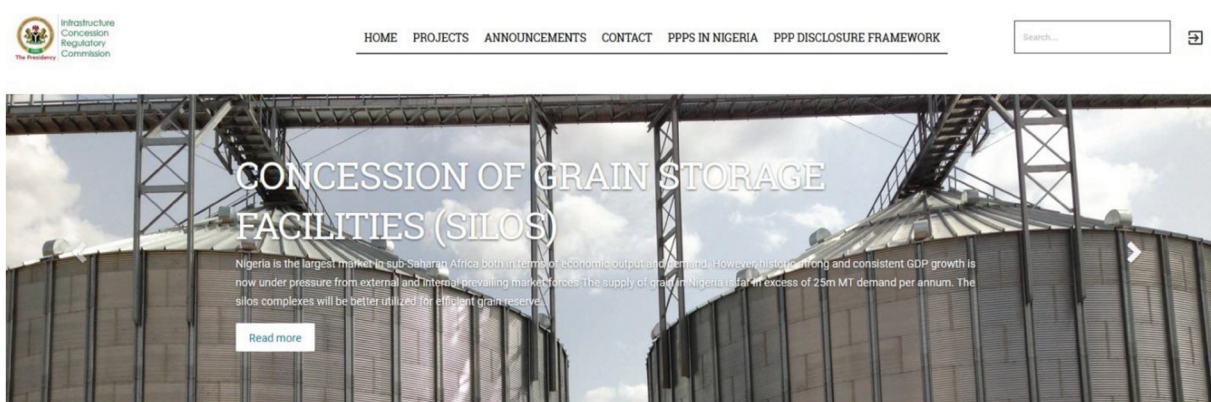 Infrastructure
Concession
Regulatory
Commission
The Presidency
HOME PROJECTS ANNOUNCEMENTS CONTACT PPPS IN NIGERIA PPP DISCLOSURE FRAMEWORK
Search...
CONCESSION OF GRAIN STORAGE
FACILITIES (SILOS)
Nigeria is the largest market in sub-Saharan Africa both in terms of economic output and demand. However, historic strong and consistent GDP growth is
now under pressure from external and internal prevailing market forces The supply of grain in Nigeria is far in excess of 25m MT demand per annum. The
silos complexes will be better utilized for efficient grain reserve.
Read more